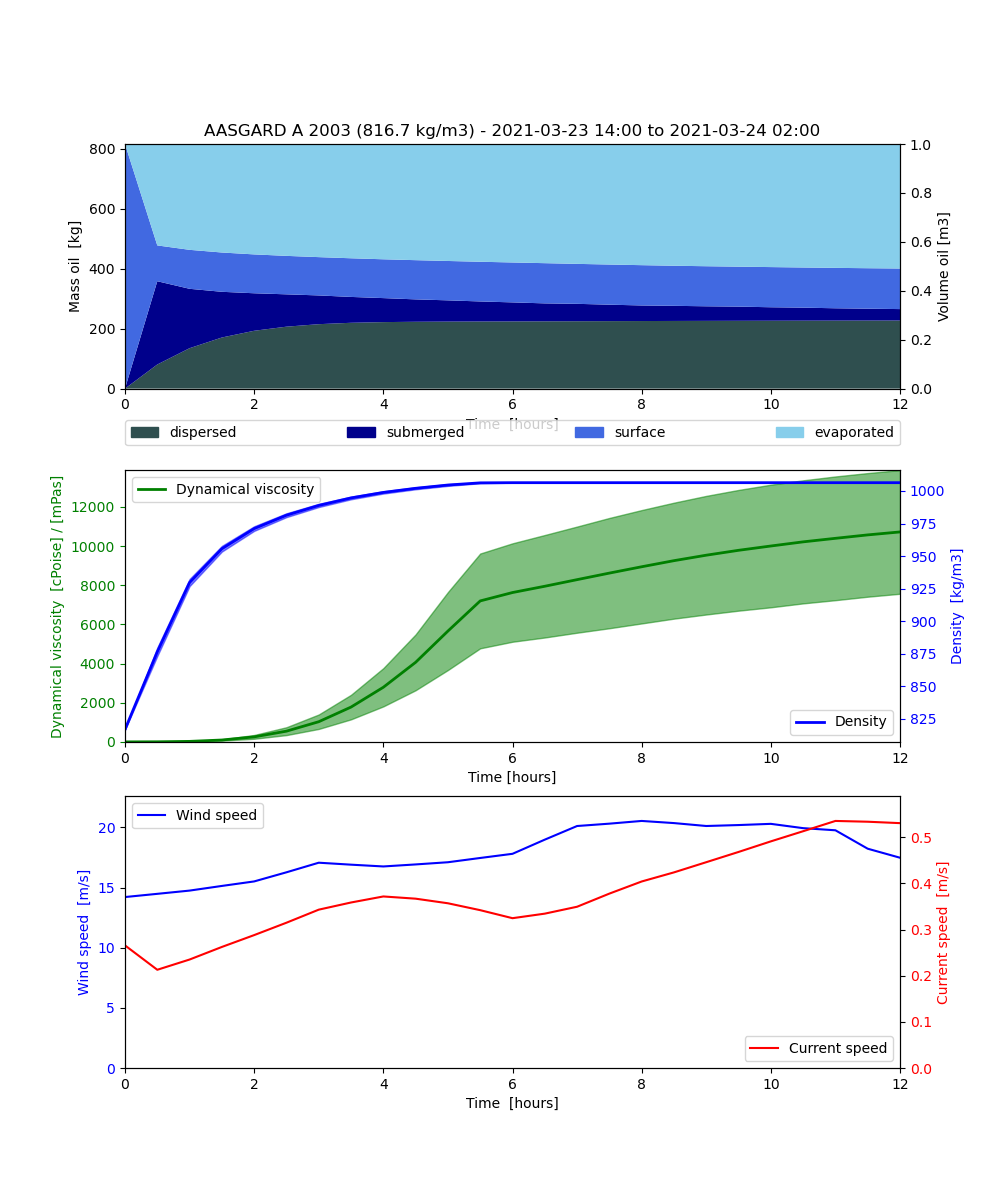 AASGARD A 2003 (816.7 kg/m3) - 2021-03-23 14:00 to 2021-03-24 02:00
Mass oil [kg]
800
600
400
200
0
1.0
0.8
0.6
0.4
0.2
0.0
Volume oil [m3]
0 2 4 6 8 10 12
Time [hours]
dispersed submerged surface evaporated
Dynamical viscosity [cPoise] / [mPas]
12000
10000
8000
6000
4000
2000
0
Dynamical viscosity
1000
975
950
925
900
875
850
825
Density [kg/m3]
Density
0 2 4 6 8 10 12
Time [hours]
Wind speed [m/s]
20
15
10
5
0
Wind speed
0.5
0.4
0.3
0.2
0.1
0.0
Current speed [m/s]
Current speed
0 2 4 6 8 10 12
Time [hours]